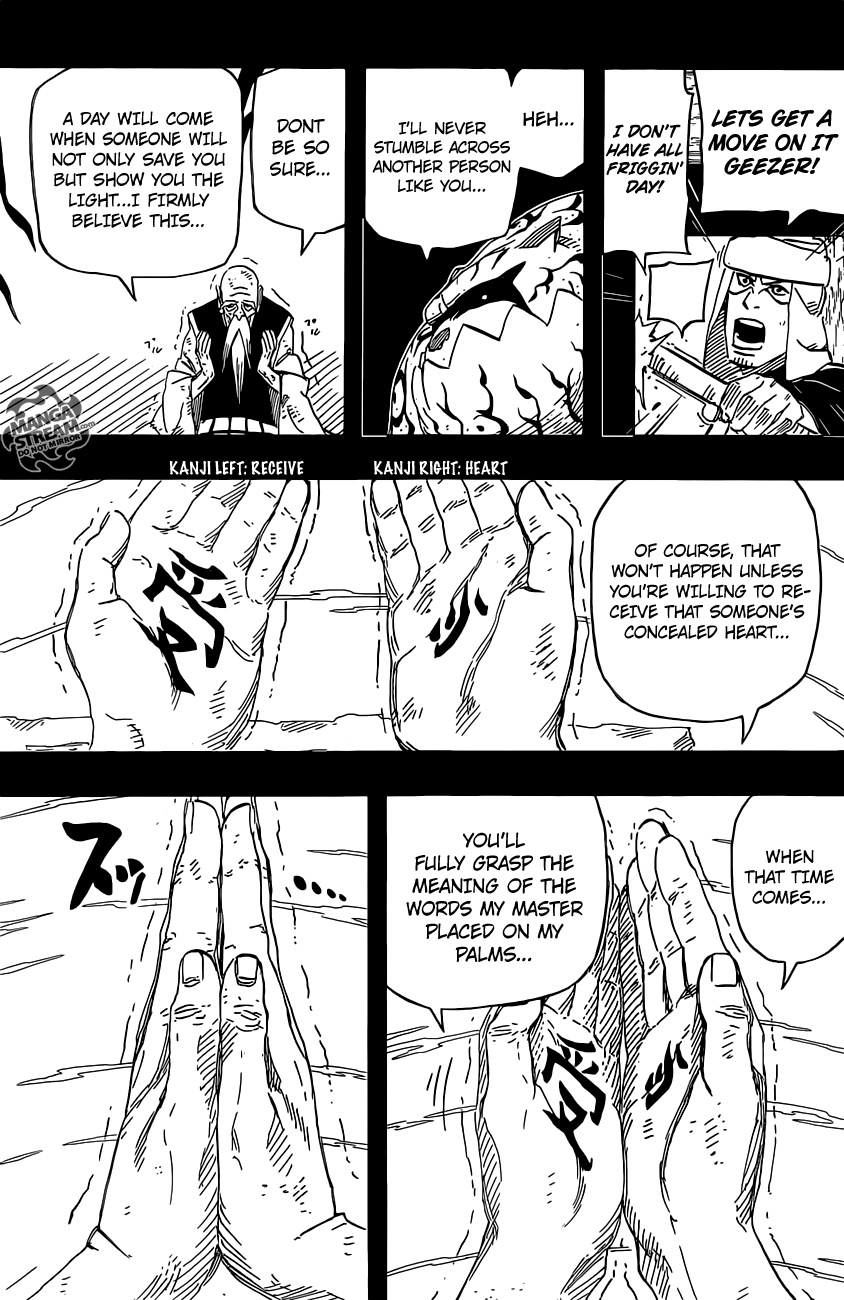 LETS GET A
MOVE ON IT
GEEZER!
I DON'T
HAVE ALL
FRIGGIN'
DAY!
HEH...
I'LL NEVER
STUMBLE ACROSS
ANOTHER PERSON
LIKE YOU...
DONT
BE SO
SURE...
A DAY WILL COME
WHEN SOMEONE WILL
NOT ONLY SAVE YOU
BUT SHOW YOU THE
LIGHT...I FIRMLY
BELIEVE THIS...
MANGA
STREAM.com
DO NOT MIRROR
KANJI LEFT: RECEIVE
KANJI RIGHT: HEART
OF COURSE, THAT
WON'T HAPPEN UNLESS
YOU'RE WILLING TO RE-
CEIVE THAT SOMEONE'S
CONCEALED HEART...
WHEN
THAT TIME
COMES...
YOU'LL
FULLY GRASP THE
MEANING OF THE
WORDS MY MASTER
PLACED ON MY
PALMS...
ズッ